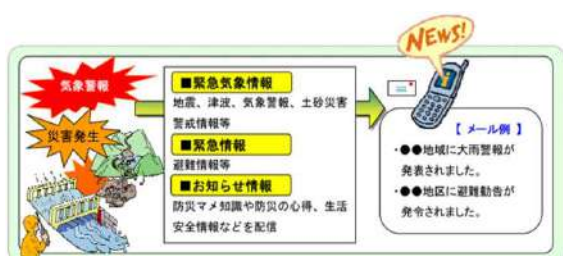 NEWS!
気象警報
災害発生
■緊急気象情報
地震、津波、気象警報、土砂災害
警戒情報等
■緊急情報
避難情報等
■お知らせ情報
防災マメ知識や防災の心得、生活
安全情報などを配信
【 メール例 】
・●●地域に大雨警報が
発表されました。
・●●地区に避難勧告が
発令されました。